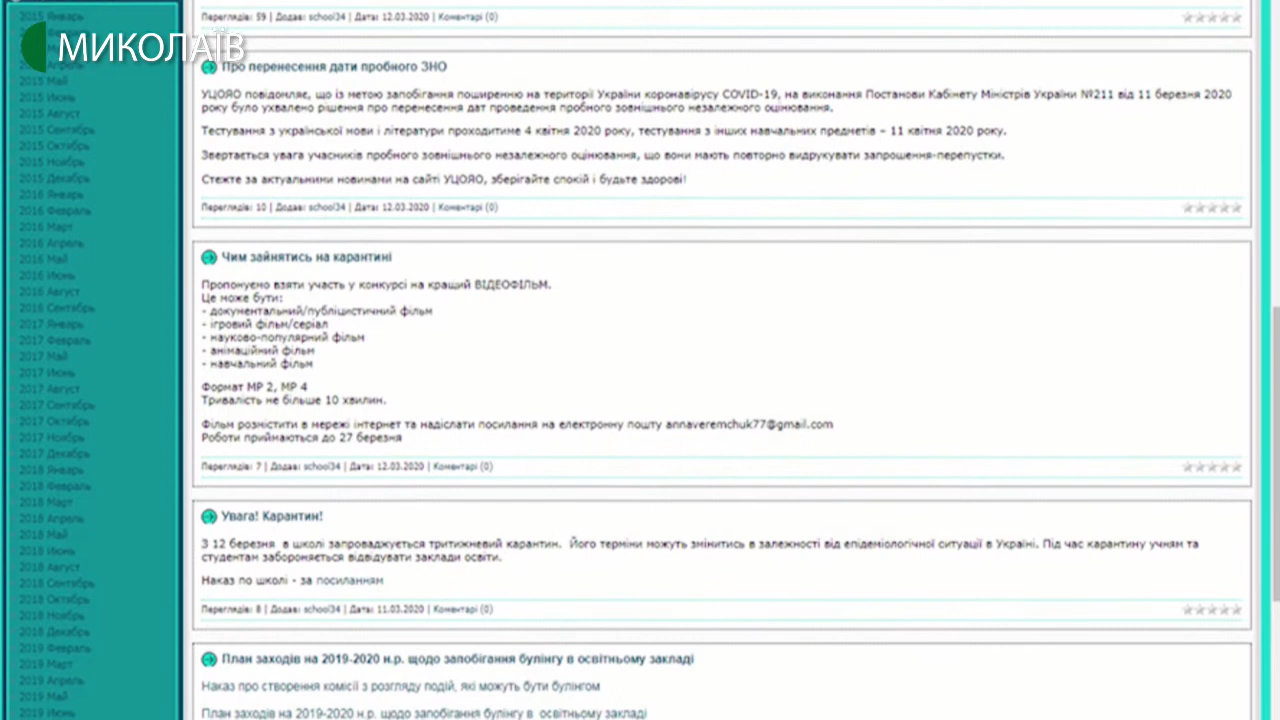 МИКОЛАЇВ
2015 Январь
2015 Май
2015 Июнь
2015 Август
2015 Сентябрь
2015 Октябрь
2015 Ноябрь
2015 Декабрь
2016 Январь
2016 Февраль
2016 Март
2016 Апрель
2016 Май
2016 Июнь
2016 Август
2016 Сентябрь
2017 Январь
2017 Февраль
2017 Май
2017 Июнь
2017 Август
2017 Сентябрь
2017 Октябрь
2017 Ноябрь
2017 Декабрь
2018 Январь
2018 Февраль
2018 Март
2018 Апрель
2018 Май
2018 Июнь
2018 Август
2018 Сентябрь
2018 Октябрь
2018 Ноябрь
2018 Декабрь
2019 Февраль
2019 Март
2019 Апрель
2019 Май
2019 Июнь
Переглядів: 59 | Додав: school34 | Дата: 12.03.2020 | Коментарі (0)
Про перенесення дати пробного ЗНО
УЦОЯО повідомляє, що із метою запобігання поширенню на території України коронавірусу COVID-19, на виконання Постанови Кабінету Міністрів України №211 від 11 березня 2020
року було ухвалено рішення про перенесення дат проведення пробного зовнішнього незалежного оцінювання.
Тестування з української мови і літератури проходитиме 4 квітня 2020 року, тестування з інших навчальних предметів – 11 квітня 2020 року.
Звертається увага учасників пробного зовнішнього незалежного оцінювання, що вони мають повторно видрукувати запрошення-перепустки.
Стежте за актуальними новинами на сайті УЦОЯО, зберігайте спокій і будьте здорові!
Переглядів: 10 | Додав: school34 | Дата: 12.03.2020 | Коментарі (0)
Чим зайнятись на карантині
Пропонуємо взяти участь у конкурсі на кращий ВІДЕОФІЛЬМ.
Це може бути:
- документальний/публіцистичний фільм
- ігровий фільм/серіал
- науково-популярний фільм
- анімаційний фільм
- навчальний фільм
Формат МР 2, МР 4
Тривалість не більше 10 хвилин.
Фільм розмістити в мережі інтернет та надіслати посилання на електронну пошту annaveremchuk77@gmail.com
Роботи приймаються до 27 березня
Переглядів: 7 | Додав: school34 | Дата: 12.03.2020 | Коментарі (0)
Увага! Карантин!
З 12 березня в школі запроваджується тритижневий карантин. Його терміни можуть змінитись в залежності від епідеміологічної ситуації в Україні. Під час карантину учням та
студентам забороняється відвідувати заклади освіти.
Наказ по школі - за посиланням
Переглядів: 8 | Додав: school34 | Дата: 11.03.2020 | Коментарі (0)
План заходів на 2019-2020 н.р. щодо запобігання булінгу в освітньому закладі
Наказ про створення комісії з розгляду подій, які можуть бути булінгом
План заходів на 2019-2020 н.р. щодо запобігання булінгу в освітньому закладі